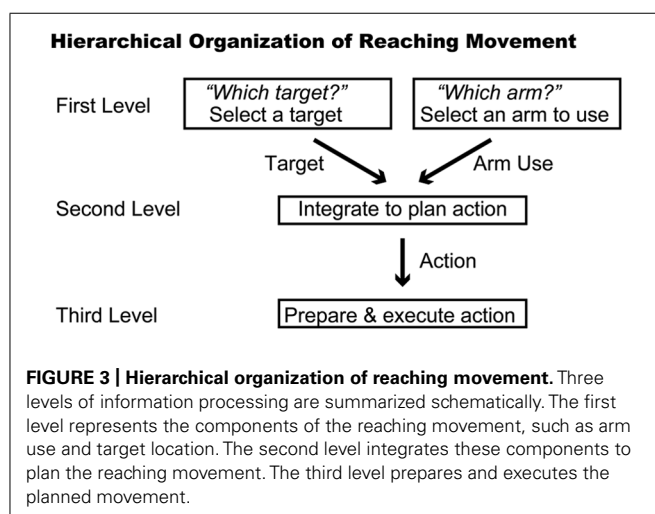 Hierarchical Organization of Reaching Movement
First Level
"Which target?"
Select a target
"Which arm?"
Select an arm to use
Target
Arm Use
Second Level
Integrate to plan action
Action
Third Level
Prepare & execute action
FIGURE 3 | Hierarchical organization of reaching movement. Three
levels of information processing are summarized schematically. The first
level represents the components of the reaching movement, such as arm
use and target location. The second level integrates these components to
plan the reaching movement. The third level prepares and executes the
planned movement.